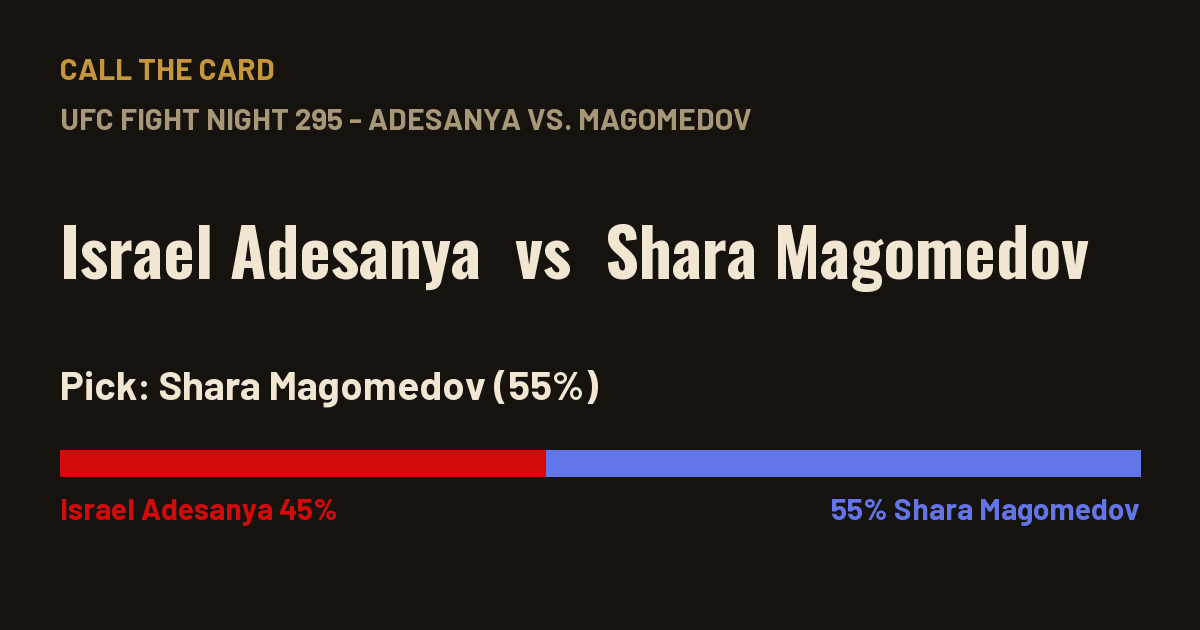 CALL THE CARD
UFC FIGHT NIGHT 295 - ADESANYA VS. MAGOMEDOV
Israel Adesanya vs Shara Magomedov
Pick: Shara Magomedov (55%)
Israel Adesanya 45% 55% Shara Magomedov